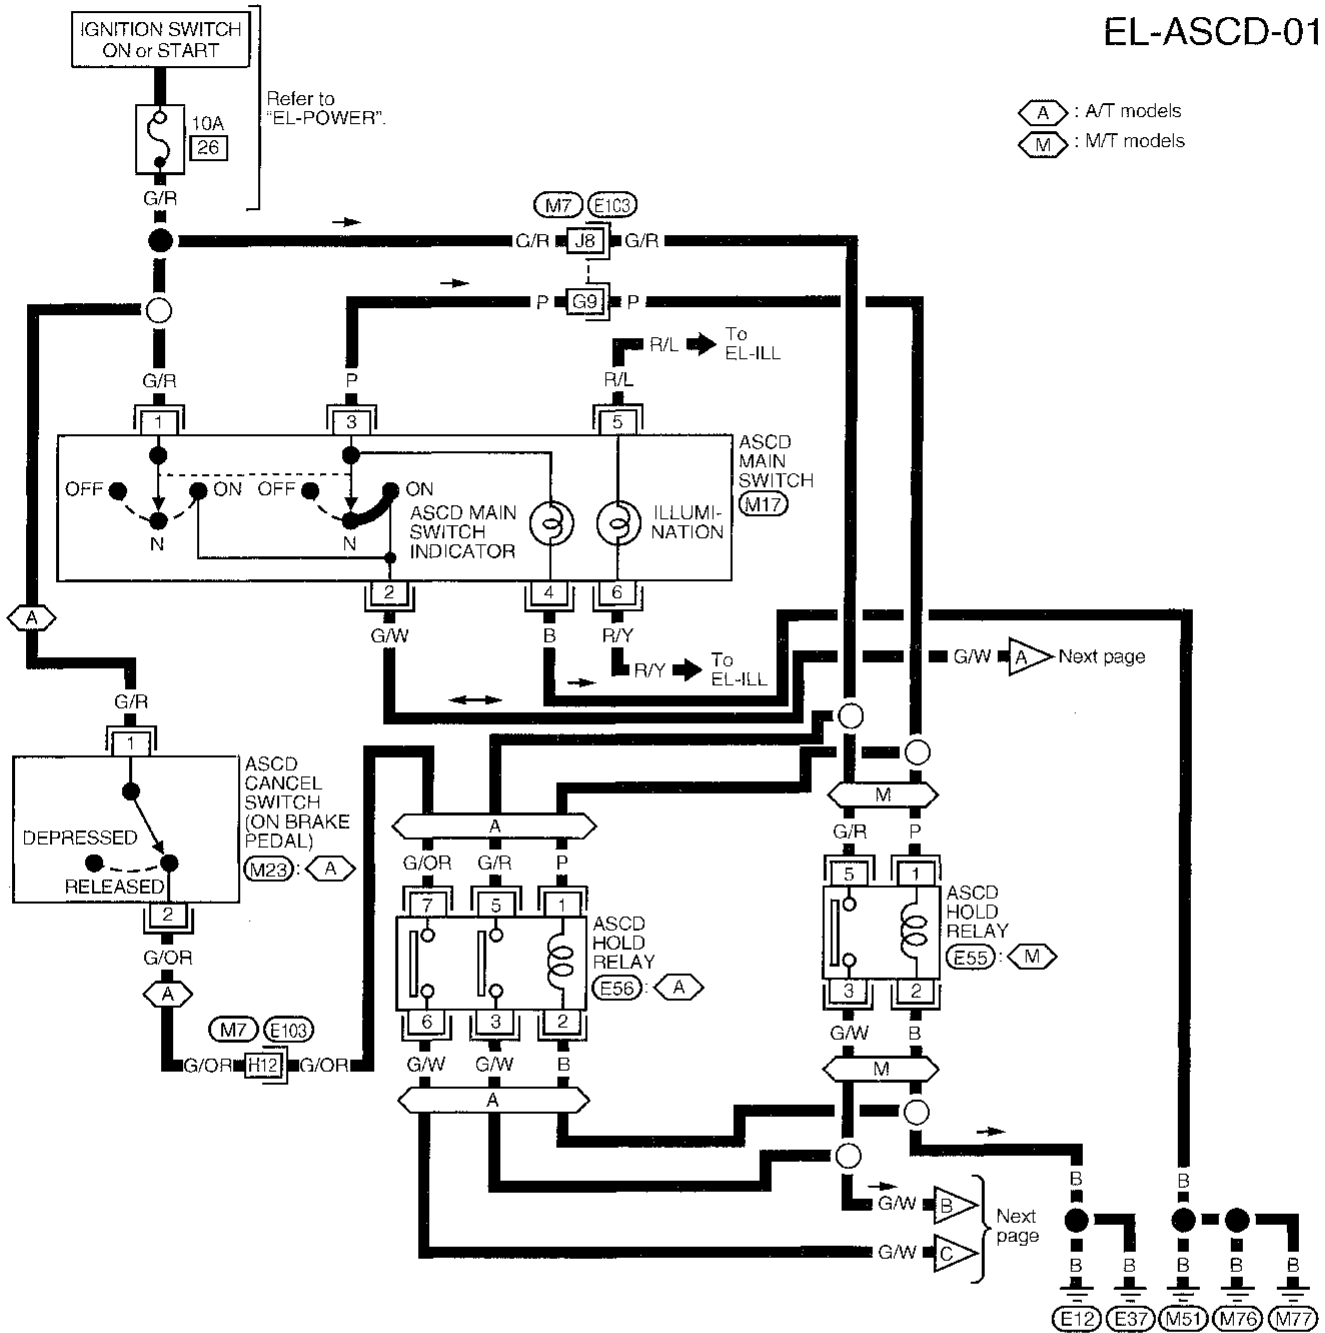 EL-ASCD-01
IGNITION SWITCH
ON or START
Refer to
"EL-POWER".
10A
26
A : A/T models
M : M/T models
G/R
M7 E103
G/R J8 G/R
P G9 P
R/L To
EL-ILL
G/R P R/L
1 3 5
ASCD
MAIN
SWITCH
M17
OFF ON OFF ON
N N
ASCD MAIN
SWITCH
INDICATOR
ILLUMI-
NATION
2 4 6
A
G/W B R/Y
R/Y To
EL-ILL
G/W A Next page
G/R
1
ASCD
CANCEL
SWITCH
(ON BRAKE
PEDAL)
M23 : A
DEPRESSED
RELEASED
2
G/OR
A
M7 E103
G/OR H12 G/OR
A
G/OR G/R P
7 5 1
ASCD
HOLD
RELAY
E56 : A
6 3 2
G/W G/W B
A
M
G/R P
5 1
ASCD
HOLD
RELAY
E55 : M
3 2
G/W B
M
G/W B
G/W C
Next
page
B B
B B B B B
E12 E37 M51 M76 M77